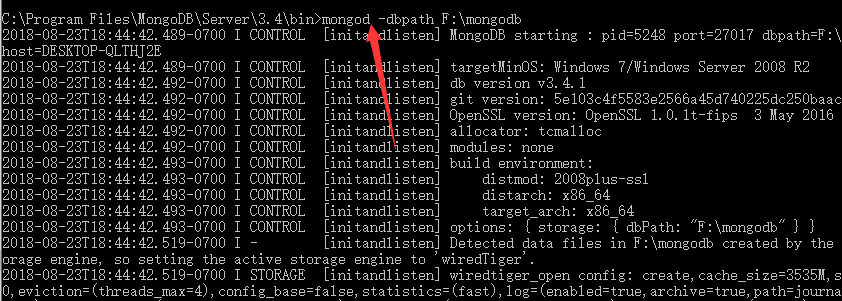 C:\Program Files\MongoDB\Server\3.4\bin>mongod -dbpath F:\mongodb
2018-08-23T18:44:42.489-0700 I CONTROL  [initandlisten] MongoDB starting : pid=5248 port=27017 dbpath=F:\
host=DESKTOP-QLTHJ2E
2018-08-23T18:44:42.491-0700 I CONTROL  [initandlisten] targetMinOS: Windows 7/Windows Server 2008 R2
2018-08-23T18:44:42.491-0700 I CONTROL  [initandlisten] db version v3.4.1
2018-08-23T18:44:42.491-0700 I CONTROL  [initandlisten] git version: 5e103c4f5583e2566a45d740225dc250baac
2018-08-23T18:44:42.492-0700 I CONTROL  [initandlisten] OpenSSL version: OpenSSL 1.0.1t-fips  3 May 2016
2018-08-23T18:44:42.492-0700 I CONTROL  [initandlisten] allocator: tcmalloc
2018-08-23T18:44:42.492-0700 I CONTROL  [initandlisten] modules: none
2018-08-23T18:44:42.492-0700 I CONTROL  [initandlisten] build environment:
2018-08-23T18:44:42.493-0700 I CONTROL  [initandlisten]     distmod: 2008plus-ssl
2018-08-23T18:44:42.493-0700 I CONTROL  [initandlisten]     distarch: x86_64
2018-08-23T18:44:42.493-0700 I CONTROL  [initandlisten]     target_arch: x86_64
2018-08-23T18:44:42.493-0700 I CONTROL  [initandlisten] options: { storage: { dbPath: "F:\mongodb" } }
2018-08-23T18:44:42.519-0700 I -        [initandlisten] Detected data files in F:\mongodb created by the
orage engine, so setting the active storage engine to 'wiredTiger'.
2018-08-23T18:44:42.519-0700 I STORAGE  [initandlisten] wiredtiger_open config: create,cache_size=3535M,s
0,eviction=(threads_max=4),config_base=false,statistics=(fast),log=(enabled=true,archive=true,path=journa